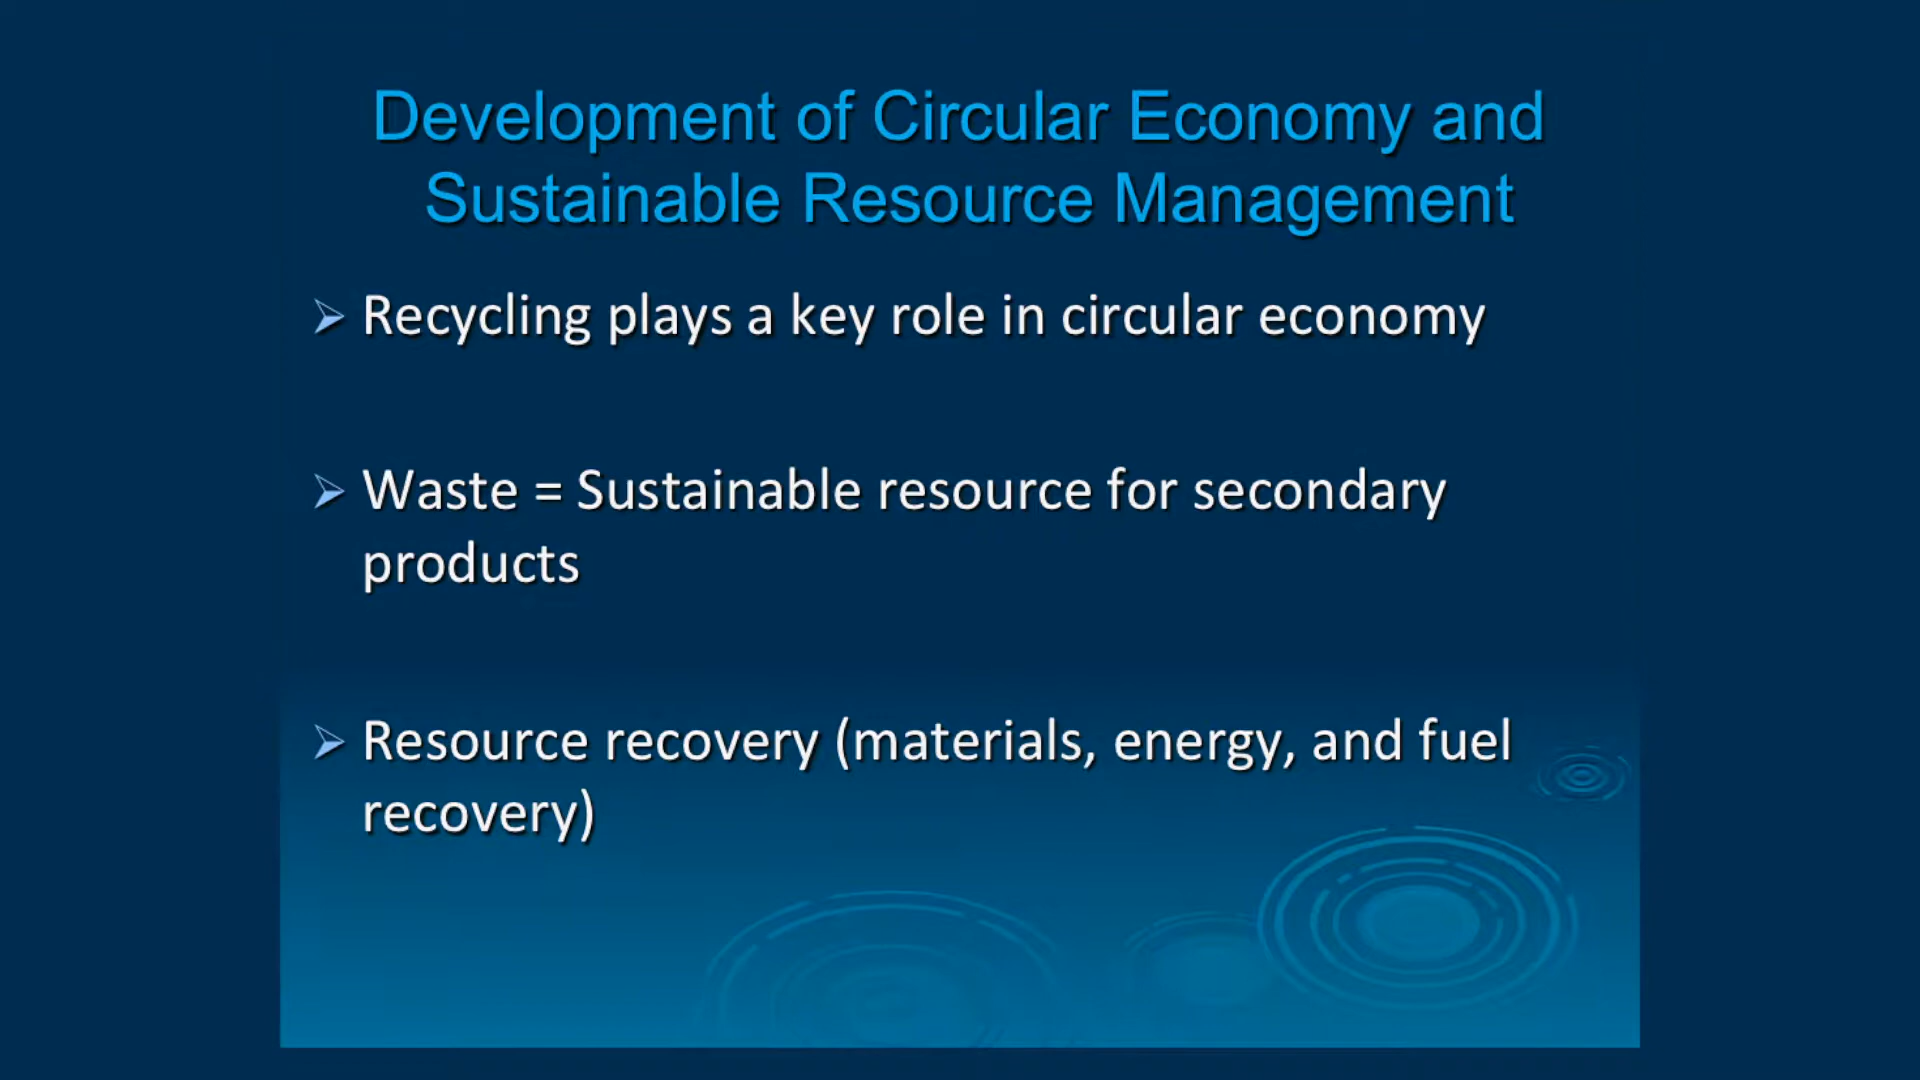 Development of Circular Economy and
Sustainable Resource Management
➢ Recycling plays a key role in circular economy
➢ Waste = Sustainable resource for secondary
products
➢ Resource recovery (materials, energy, and fuel
recovery)